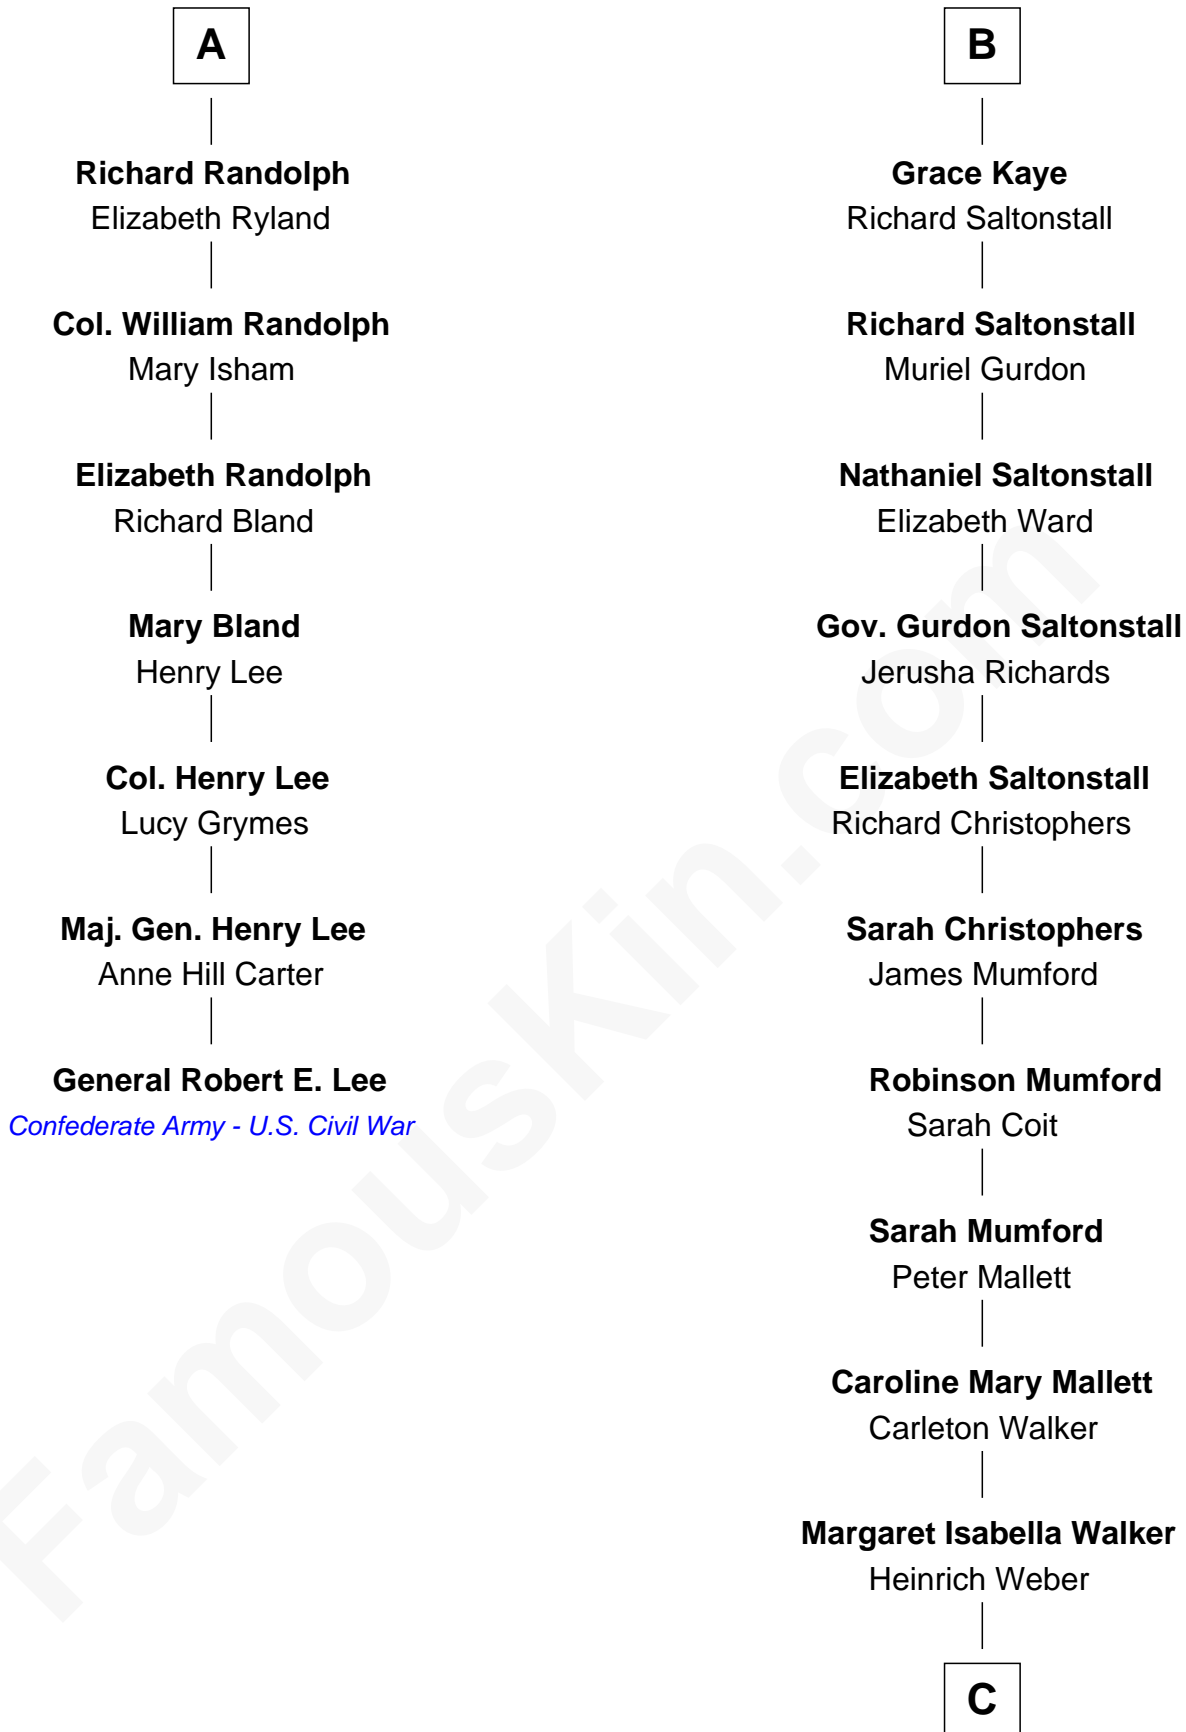 A
Richard Randolph
Elizabeth Ryland
Col. William Randolph
Mary Isham
Elizabeth Randolph
Richard Bland
Mary Bland
Henry Lee
Col. Henry Lee
Lucy Grymes
Maj. Gen. Henry Lee
Anne Hill Carter
General Robert E. Lee
Confederate Army - U.S. Civil War
B
Grace Kaye
Richard Saltonstall
Richard Saltonstall
Muriel Gurdon
Nathaniel Saltonstall
Elizabeth Ward
Gov. Gurdon Saltonstall
Jerusha Richards
Elizabeth Saltonstall
Richard Christophers
Sarah Christophers
James Mumford
Robinson Mumford
Sarah Coit
Sarah Mumford
Peter Mallett
Caroline Mary Mallett
Carleton Walker
Margaret Isabella Walker
Heinrich Weber
C
FamousKin.com